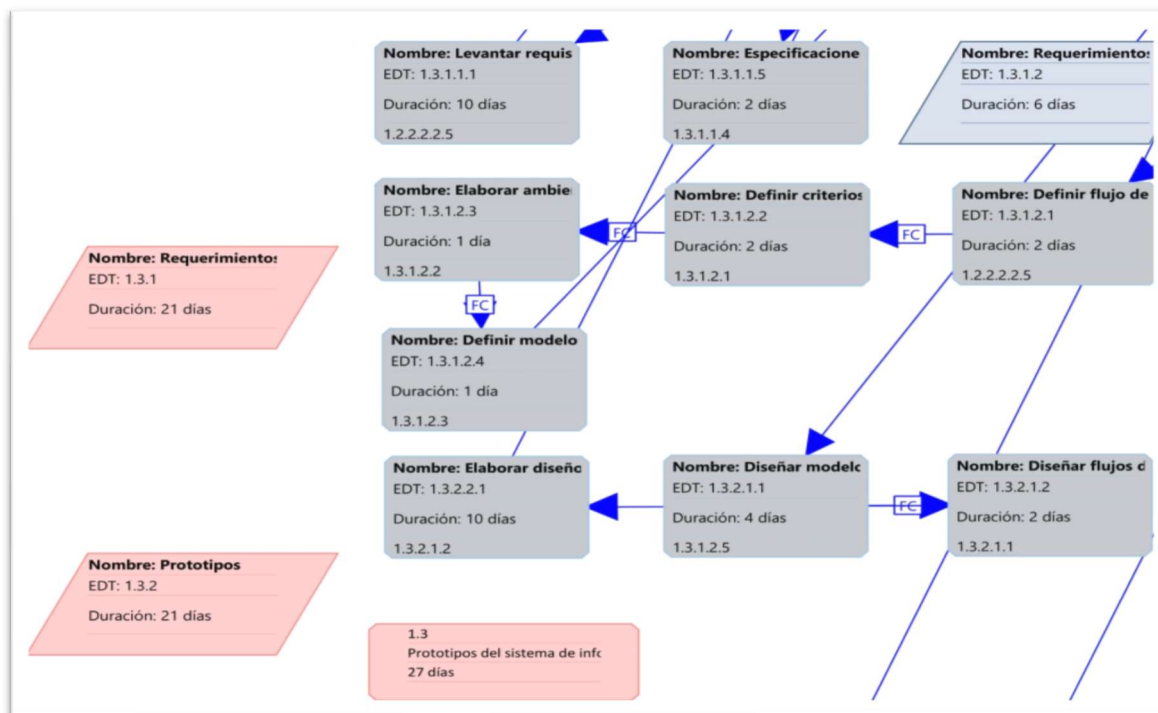 Nombre: Levantar requis
EDT: 1.3.1.1.1
Duración: 10 días
1.2.2.2.2.5
Nombre: Especificacione
EDT: 1.3.1.1.5
Duración: 2 días
1.3.1.1.4
Nombre: Requerimientos
EDT: 1.3.1.2
Duración: 6 días
Nombre: Elaborar ambie
EDT: 1.3.1.2.3
Duración: 1 día
1.3.1.2.2
FC
Nombre: Definir criterios
EDT: 1.3.1.2.2
Duración: 2 días
1.3.1.2.1
FC
Nombre: Definir flujo de
EDT: 1.3.1.2.1
Duración: 2 días
1.2.2.2.2.5
Nombre: Requerimientos
EDT: 1.3.1
Duración: 21 días
FC
Nombre: Definir modelo
EDT: 1.3.1.2.4
Duración: 1 día
1.3.1.2.3
Nombre: Elaborar diseño
EDT: 1.3.2.2.1
Duración: 10 días
1.3.2.1.2
Nombre: Diseñar modelo
EDT: 1.3.2.1.1
Duración: 4 días
1.3.1.2.5
FC
Nombre: Diseñar flujos d
EDT: 1.3.2.1.2
Duración: 2 días
1.3.2.1.1
Nombre: Prototipos
EDT: 1.3.2
Duración: 21 días
1.3
Prototipos del sistema de info
27 días